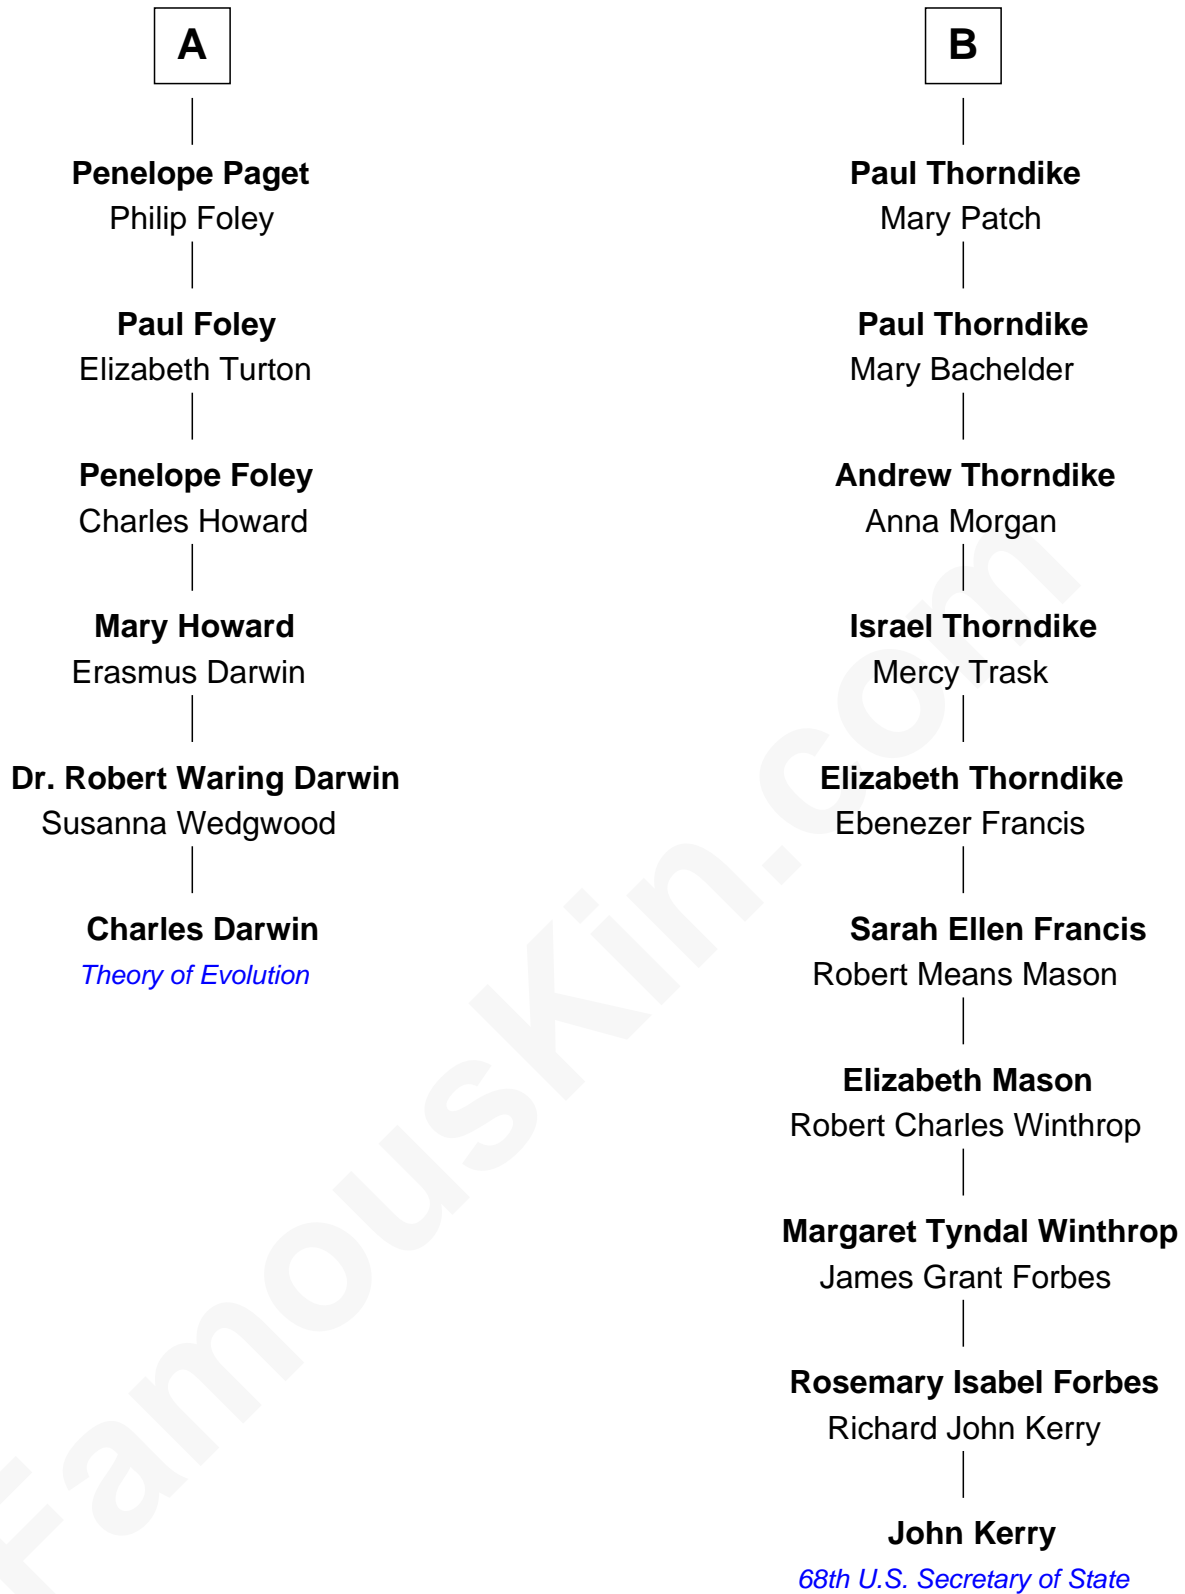 A
Penelope Paget
Philip Foley
Paul Foley
Elizabeth Turton
Penelope Foley
Charles Howard
Mary Howard
Erasmus Darwin
Dr. Robert Waring Darwin
Susanna Wedgwood
Charles Darwin
Theory of Evolution
B
Paul Thorndike
Mary Patch
Paul Thorndike
Mary Bachelder
Andrew Thorndike
Anna Morgan
Israel Thorndike
Mercy Trask
Elizabeth Thorndike
Ebenezer Francis
Sarah Ellen Francis
Robert Means Mason
Elizabeth Mason
Robert Charles Winthrop
Margaret Tyndal Winthrop
James Grant Forbes
Rosemary Isabel Forbes
Richard John Kerry
John Kerry
68th U.S. Secretary of State
FamousKin.com